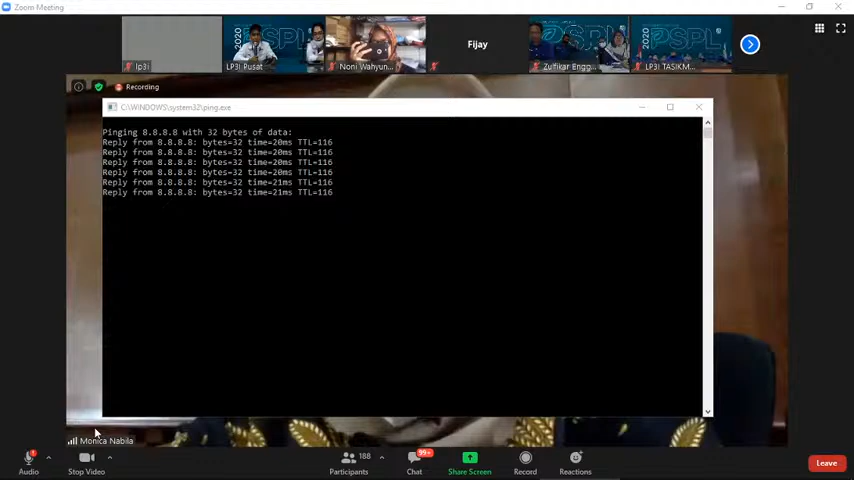 Zoom Meeting
2020
SPL
lp3i
LP3I Pusat
Noni Wahyun...
Fijay
Zulfikar Engg...
2020
PSPL
LP3I TASIKM...
Recording
C:\WINDOWS\system32\ping.exe
Pinging 8.8.8.8 with 32 bytes of data:
Reply from 8.8.8.8: bytes=32 time=20ms TTL=116
Reply from 8.8.8.8: bytes=32 time=20ms TTL=116
Reply from 8.8.8.8: bytes=32 time=20ms TTL=116
Reply from 8.8.8.8: bytes=32 time=20ms TTL=116
Reply from 8.8.8.8: bytes=32 time=21ms TTL=116
Reply from 8.8.8.8: bytes=32 time=21ms TTL=116
Monica Nabila
Audio
Stop Video
188
Participants
99+
Chat
Share Screen
Record
Reactions
Leave